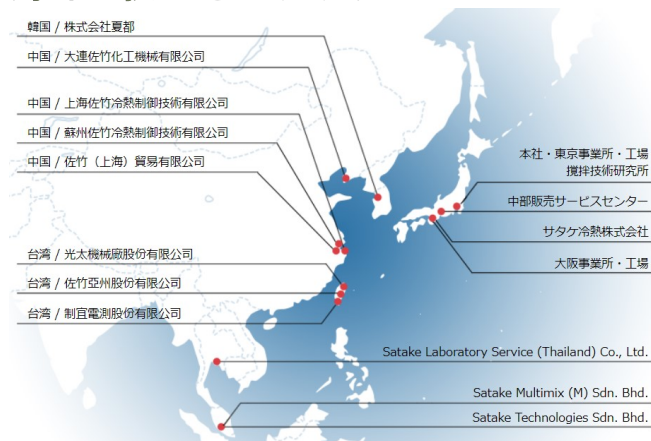 韓国 / 株式会社夏都
中国 / 大連佐竹化工機械有限公司
中国 / 上海佐竹冷熱制御技術有限公司
中国 / 蘇州佐竹冷熱制御技術有限公司
中国 / 佐竹（上海）貿易有限公司
台湾 / 光太機械廠股份有限公司
台湾 / 佐竹亞州股份有限公司
台湾 / 制宜電測股份有限公司
本社・東京事業所・工場
撹拌技術研究所
中部販売サービスセンター
サタケ冷熱株式会社
大阪事業所・工場
Satake Laboratory Service (Thailand) Co., Ltd.
Satake Multimix (M) Sdn. Bhd.
Satake Technologies Sdn. Bhd.